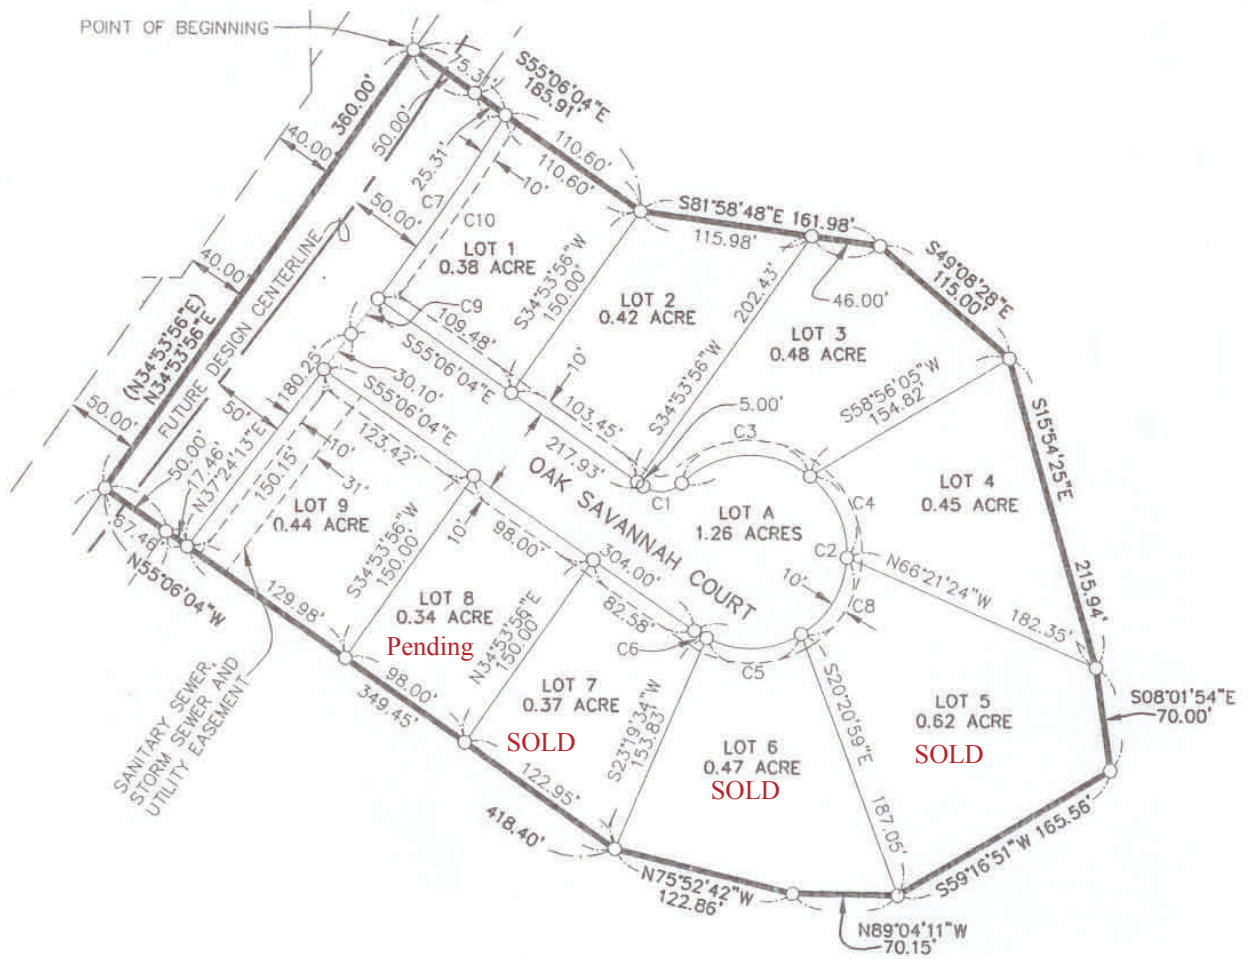 POINT OF BEGINNING
75.31'
S55°06'04"E
185.91'
360.00'
40.00'
50.00'
25.31'
110.60'
110.60'
10'
C7
C10
50.00'
LOT 1
0.38 ACRE
S81°58'48"E 161.98'
115.98'
46.00'
S49°08'28"E
115.00'
40.00'
(N34°53'56"E)
N34°53'56"E
FUTURE DESIGN CENTERLINE
C9
109.48'
S55°06'04"E
S34°53'56"W
150.00'
LOT 2
0.42 ACRE
202.43'
S34°53'56"W
LOT 3
0.48 ACRE
S58°56'05"W
154.82'
S15°54'25"E
215.94'
50.00'
50'
180.25'
30.10'
S55°06'04"E
123.42'
10'
103.45'
217.93'
5.00'
C1
C3
C4
LOT 4
0.45 ACRE
50.00'
17.46'
N37°24'13"E
150.15'
10'
31'
67.46'
N55°06'04"W
LOT 9
0.44 ACRE
S34°53'56"W
150.00'
10'
98.00'
OAK SAVANNAH COURT
304.00'
LOT A
1.26 ACRES
C2
10'
C8
N66°21'24"W
182.35'
129.98'
LOT 8
0.34 ACRE
Pending
N34°53'56"E
150.00'
82.58'
C6
C5
SANITARY SEWER,
STORM SEWER AND
UTILITY EASEMENT
98.00'
349.45'
LOT 7
0.37 ACRE
SOLD
S23°19'34"W
153.83'
LOT 6
0.47 ACRE
SOLD
S20°20'59"E
187.05'
LOT 5
0.62 ACRE
SOLD
S08°01'54"E
70.00'
122.95'
418.40'
N75°52'42"W
122.86'
S59°16'51"W 165.56'
N89°04'11"W
70.15'